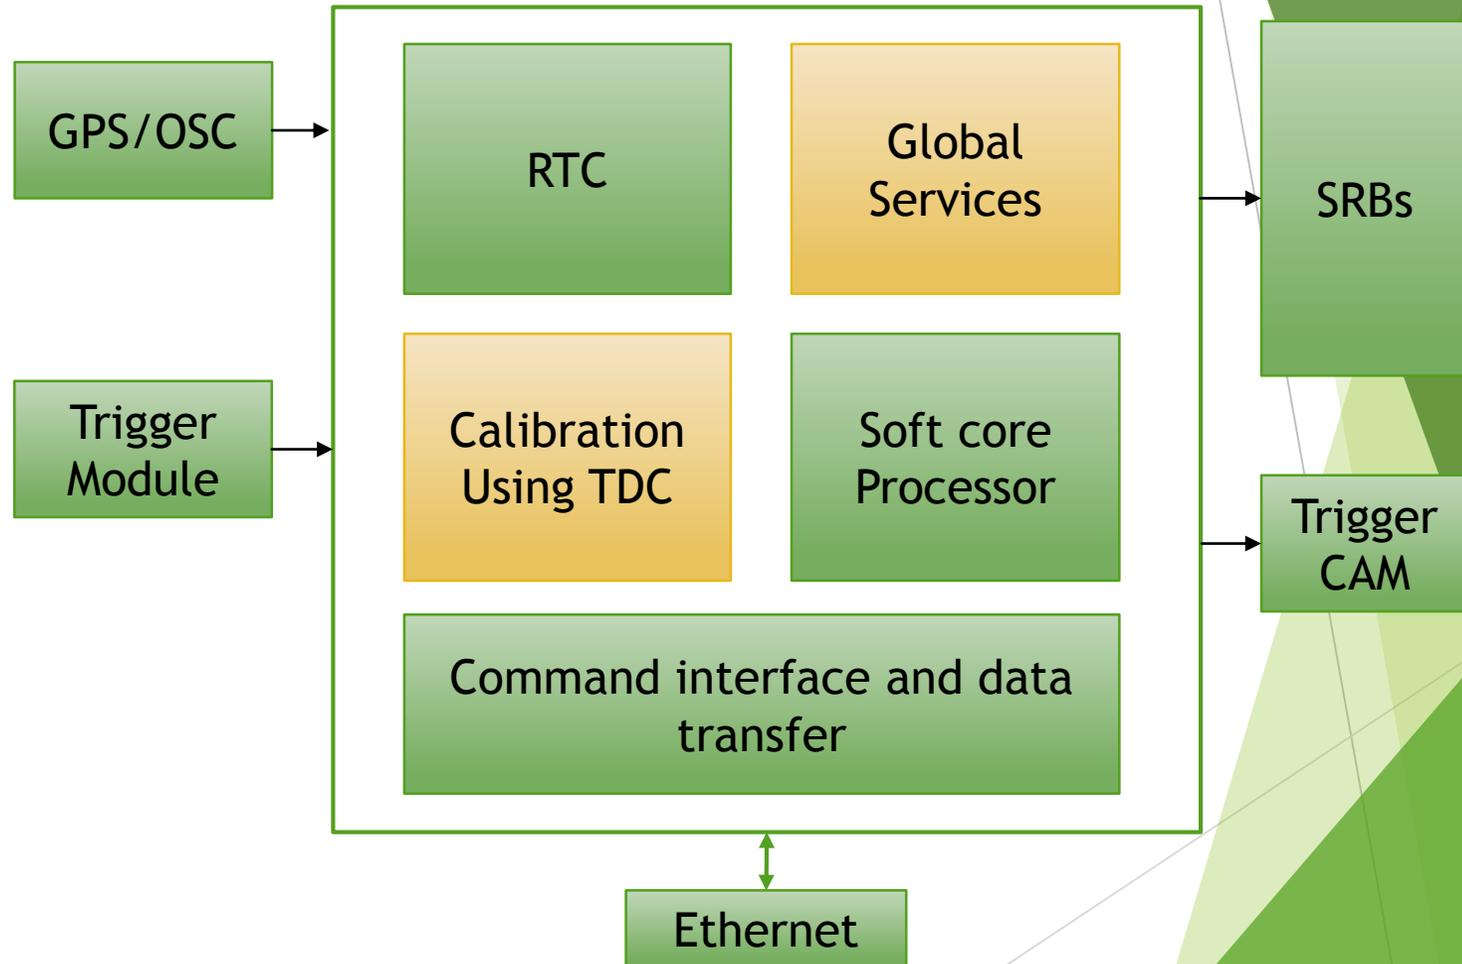 GPS/OSC
RTC
Global
Services
SRBs
Trigger
Module
Calibration
Using TDC
Soft core
Processor
Trigger
CAM
Command interface and data
transfer
Ethernet